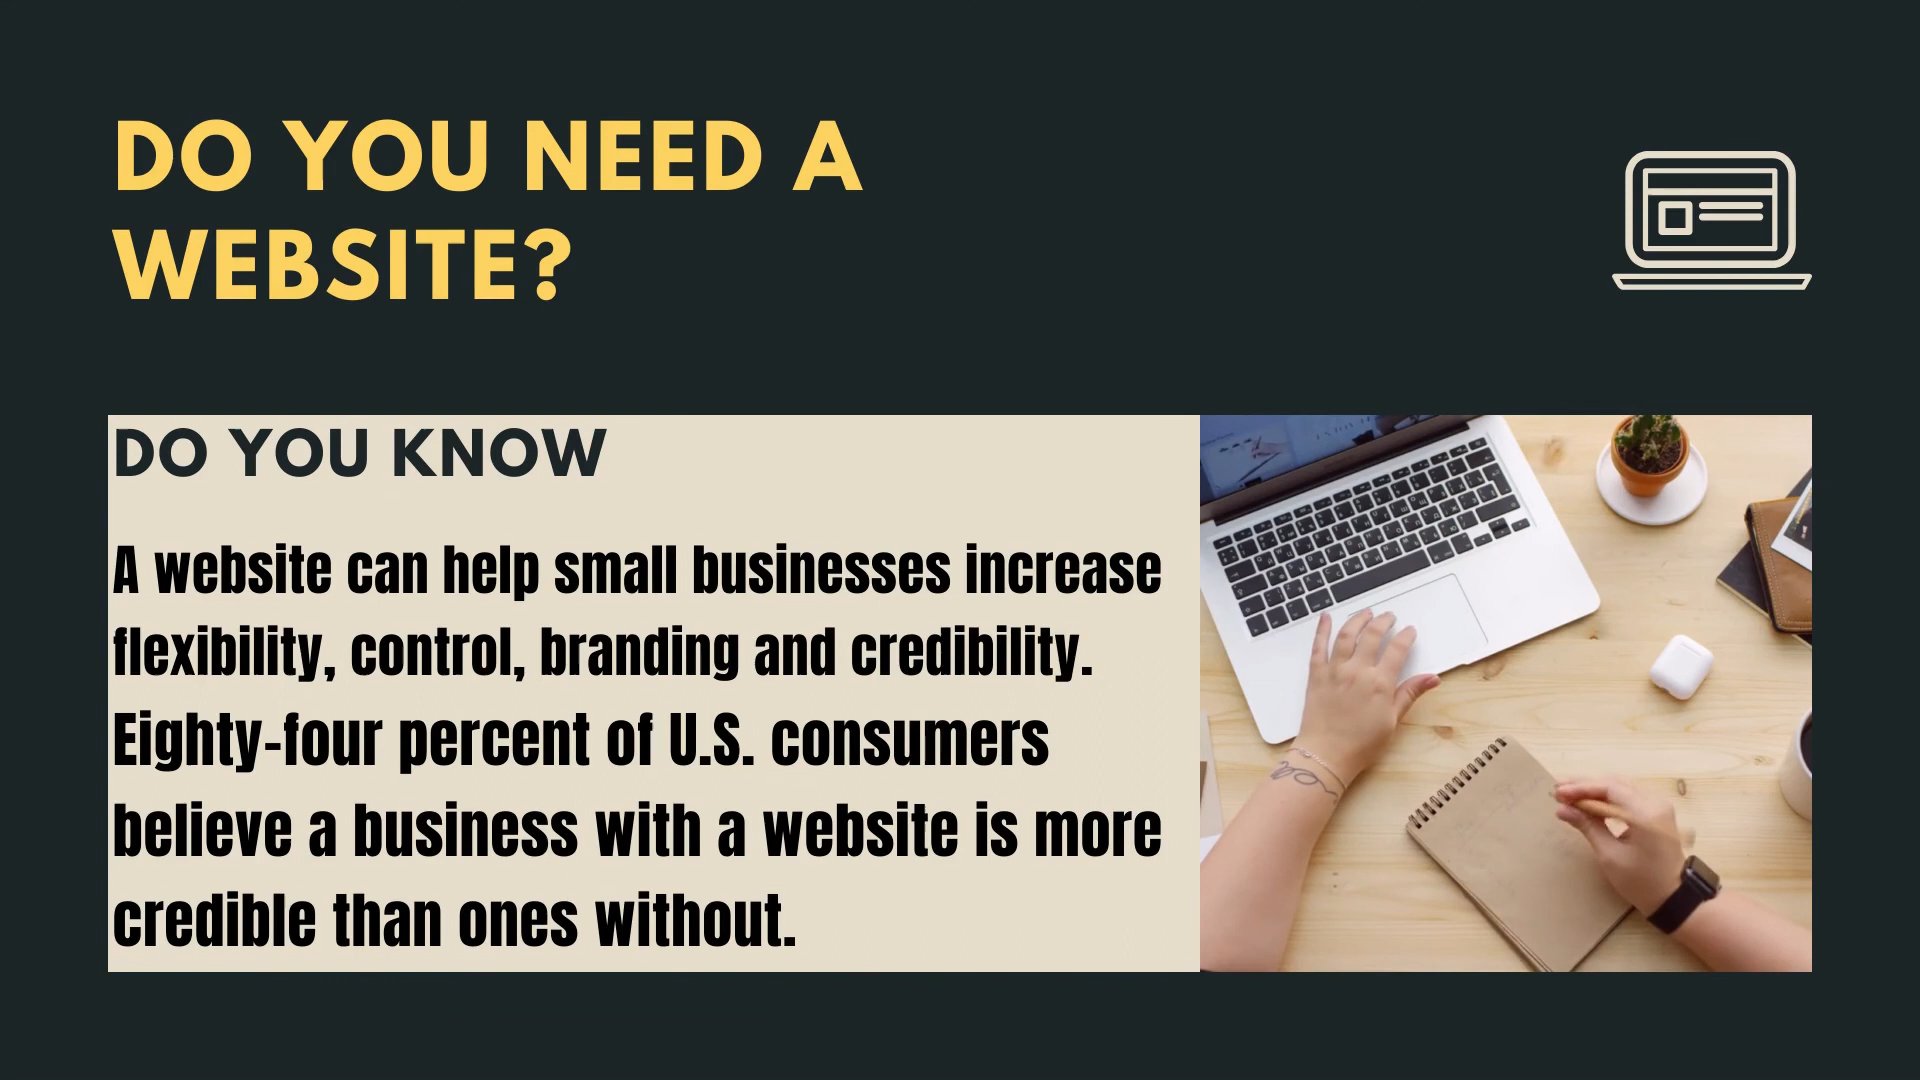 DO YOU NEED A
WEBSITE?
DO YOU KNOW
A website can help small businesses increase
flexibility, control, branding and credibility.
Eighty-four percent of U.S. consumers
believe a business with a website is more
credible than ones without.